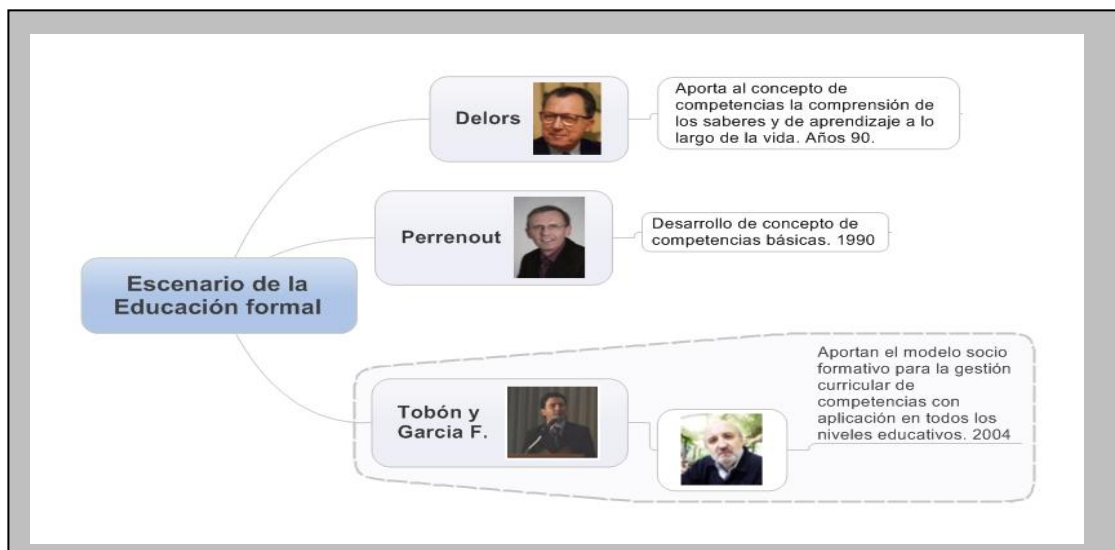 Delors
Aporta al concepto de
competencias la comprensión de
los saberes y de aprendizaje a lo
largo de la vida. Años 90.
Perrenout
Desarrollo de concepto de
competencias básicas. 1990
Escenario de la
Educación formal
Tobón y
Garcia F.
Aportan el modelo socio
formativo para la gestión
curricular de
competencias con
aplicación en todos los
niveles educativos. 2004